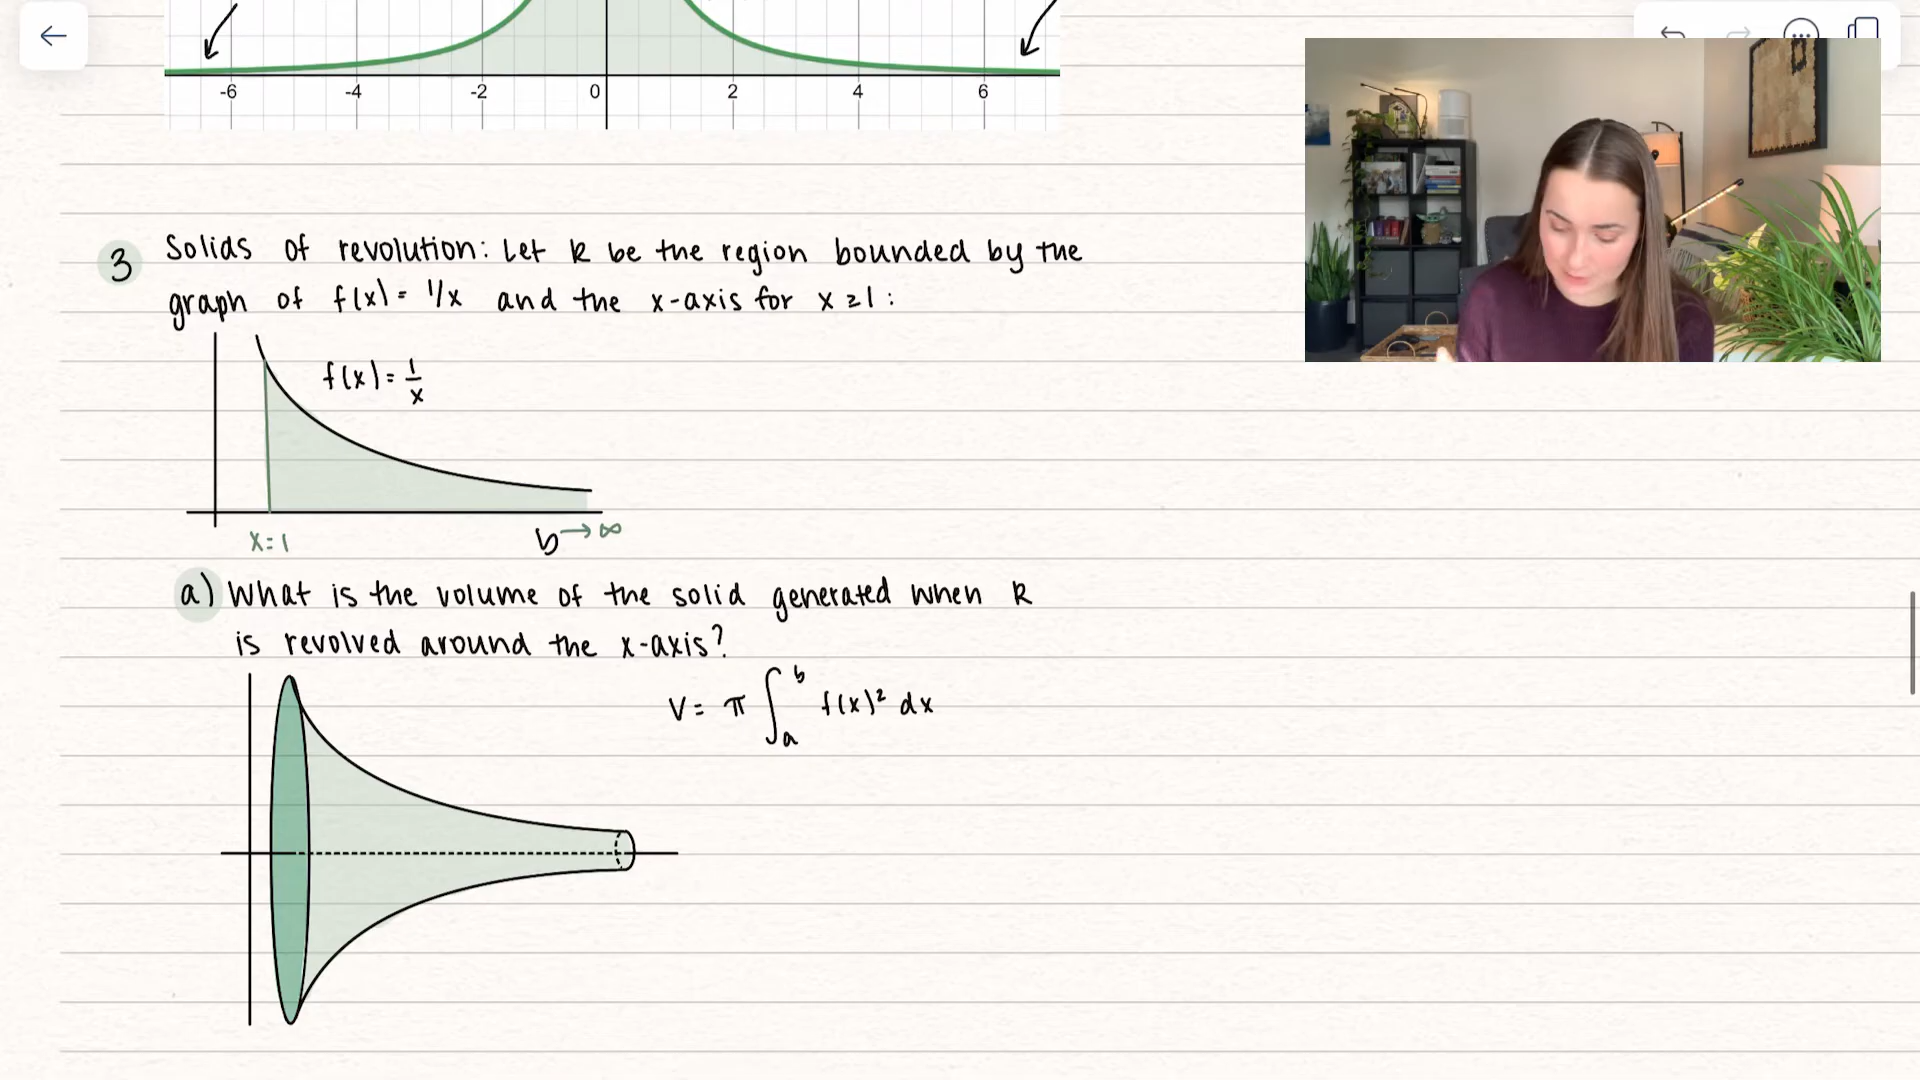 -6 -4 -2 0 2 4 6
3 Solids of revolution: Let R be the region bounded by the
graph of f(x) = 1/x and the x-axis for x ≥ 1 :
f(x) = 1/x
x=1 b → ∞
a) What is the volume of the solid generated when R
is revolved around the x-axis?
V = π ∫_a^b f(x)² dx